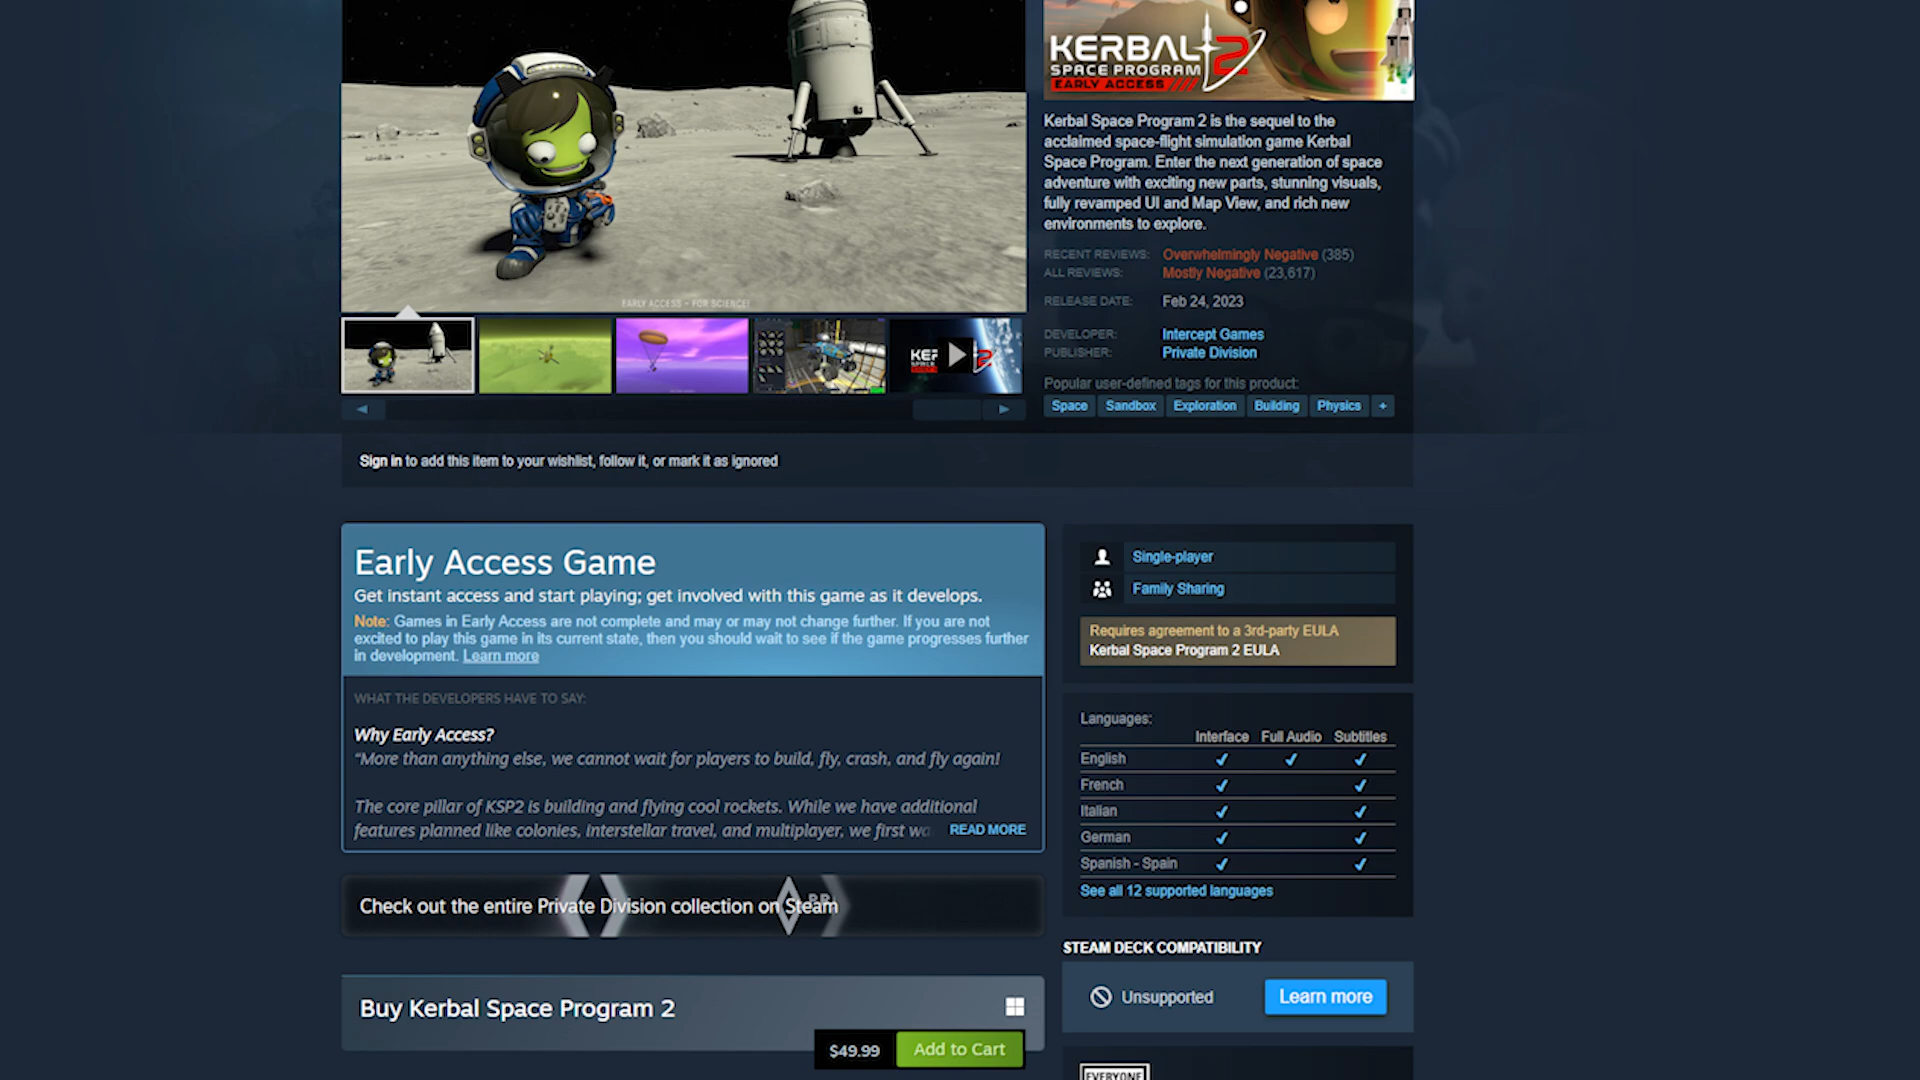 KERBAL 2
SPACE PROGRAM
EARLY ACCESS
Kerbal Space Program 2 is the sequel to the
acclaimed space-flight simulation game Kerbal
Space Program. Enter the next generation of space
adventure with exciting new parts, stunning visuals,
fully revamped UI and Map View, and rich new
environments to explore.
RECENT REVIEWS: Overwhelmingly Negative (385)
ALL REVIEWS: Mostly Negative (23,617)
RELEASE DATE: Feb 24, 2023
DEVELOPER: Intercept Games
PUBLISHER: Private Division
Popular user-defined tags for this product:
Space Sandbox Exploration Building Physics +
EARLY ACCESS - FOR SCIENCE!
Sign in to add this item to your wishlist, follow it, or mark it as ignored
Early Access Game
Get instant access and start playing; get involved with this game as it develops.
Note: Games in Early Access are not complete and may or may not change further. If you are not
excited to play this game in its current state, then you should wait to see if the game progresses further
in development. Learn more
WHAT THE DEVELOPERS HAVE TO SAY:
Why Early Access?
“More than anything else, we cannot wait for players to build, fly, crash, and fly again!
The core pillar of KSP2 is building and flying cool rockets. While we have additional
features planned like colonies, interstellar travel, and multiplayer, we first wa READ MORE
Check out the entire Private Division collection on Steam
Buy Kerbal Space Program 2
$49.99 Add to Cart
Single-player
Family Sharing
Requires agreement to a 3rd-party EULA
Kerbal Space Program 2 EULA
Languages:
Interface Full Audio Subtitles
English ✔ ✔ ✔
French ✔ ✔
Italian ✔ ✔
German ✔ ✔
Spanish - Spain ✔ ✔
See all 12 supported languages
STEAM DECK COMPATIBILITY
Unsupported Learn more
EVERYONE